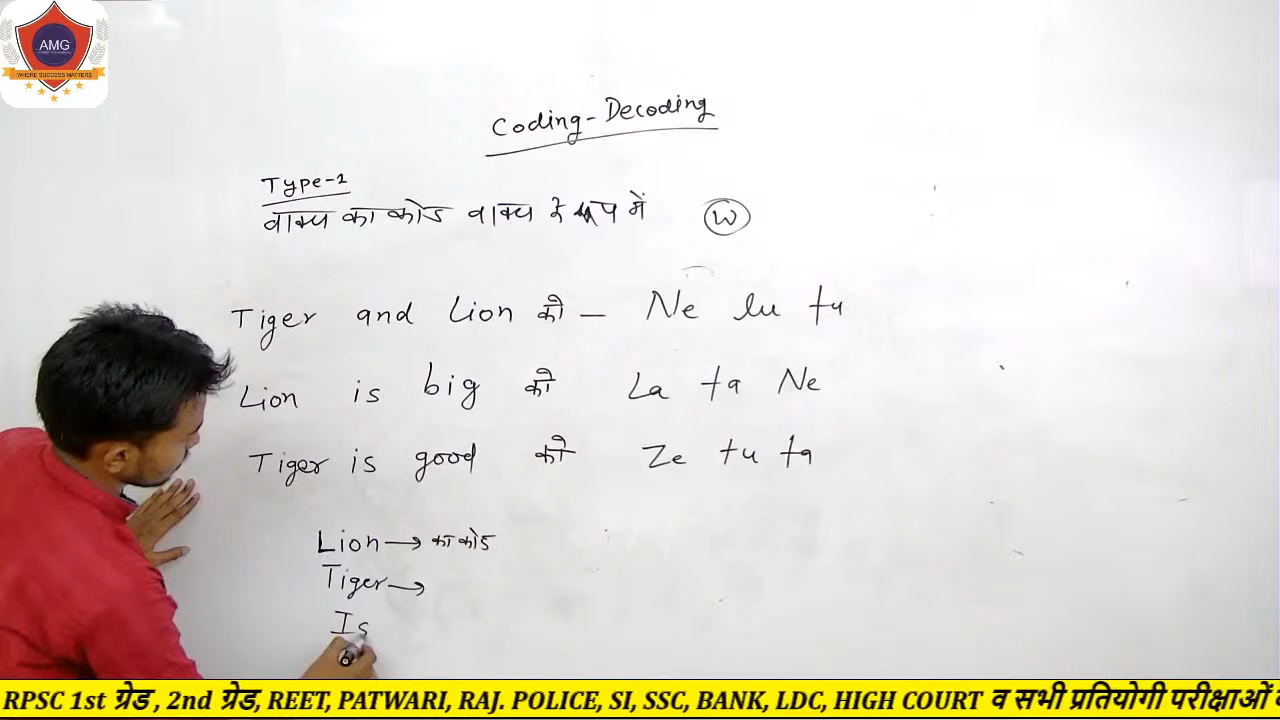 AMG
WHERE SUCCESS MATTERS
Coding-Decoding
Type-1
वाक्य का कोड वाक्य के रूप में (W)
Tiger and Lion को — Ne lu tu
Lion is big को La ta Ne
Tiger is good को Ze tu ta
Lion → का कोड
Tiger →
Is
RPSC 1st ग्रेड , 2nd ग्रेड, REET, PATWARI, RAJ. POLICE, SI, SSC, BANK, LDC, HIGH COURT व सभी प्रतियोगी परीक्षाओं